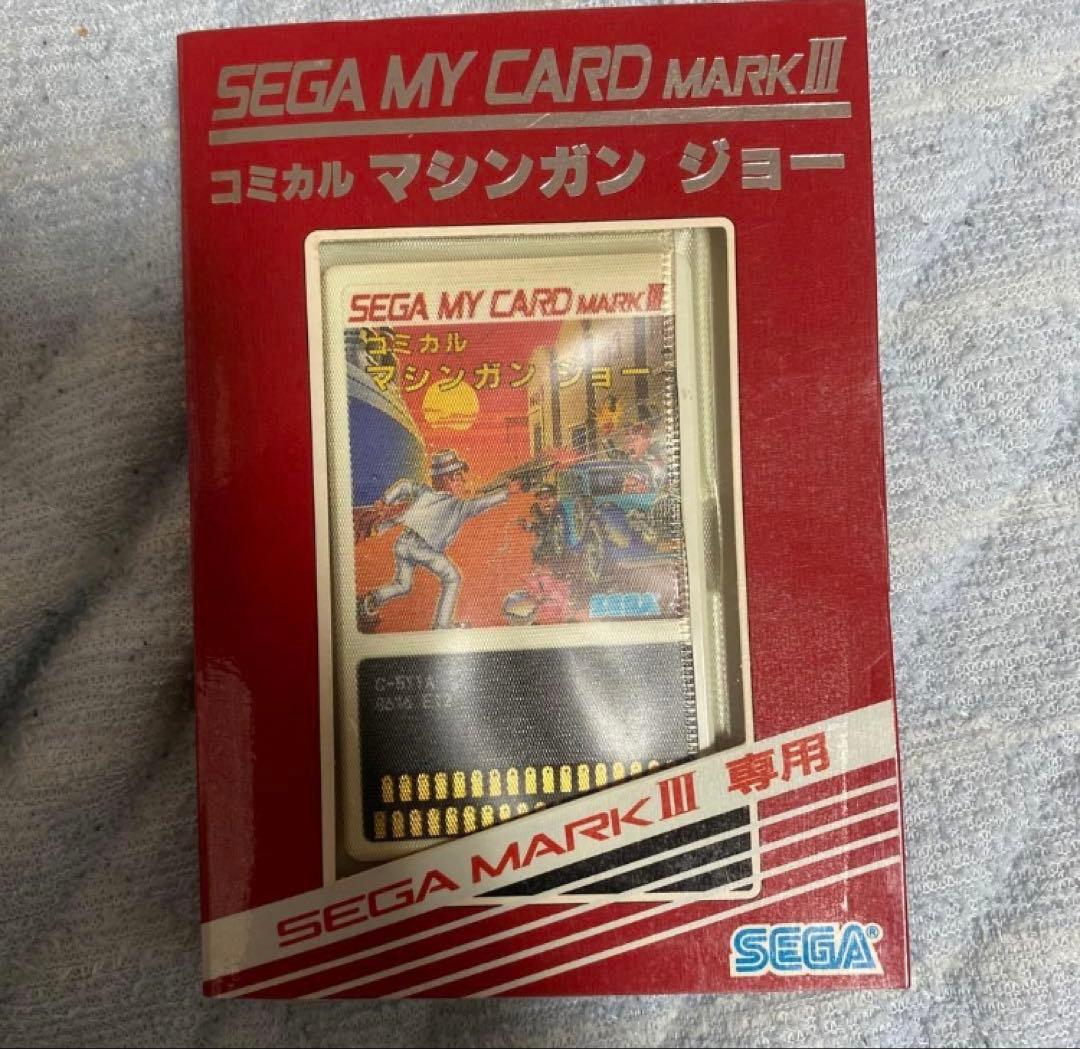 SEGA MY CARD MARK III
コミカル マシンガン ジョー
SEGA MY CARD MARK III
コミカル
マシンガン ジョー
SEGA
SEGA MARK III 専用
SEGA®